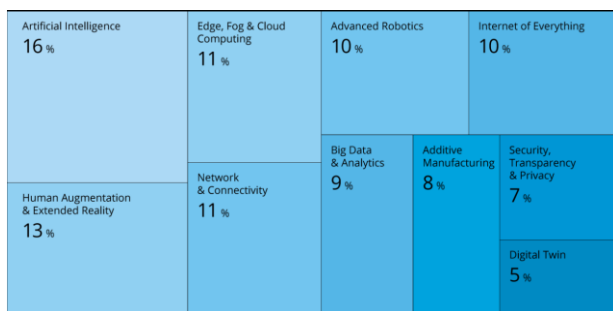 Artificial Intelligence
16 %
Human Augmentation
& Extended Reality
13 %
Edge, Fog & Cloud
Computing
11 %
Network
& Connectivity
11 %
Advanced Robotics
10 %
Internet of Everything
10 %
Big Data
& Analytics
9 %
Additive
Manufacturing
8 %
Security,
Transparency
& Privacy
7 %
Digital Twin
5 %